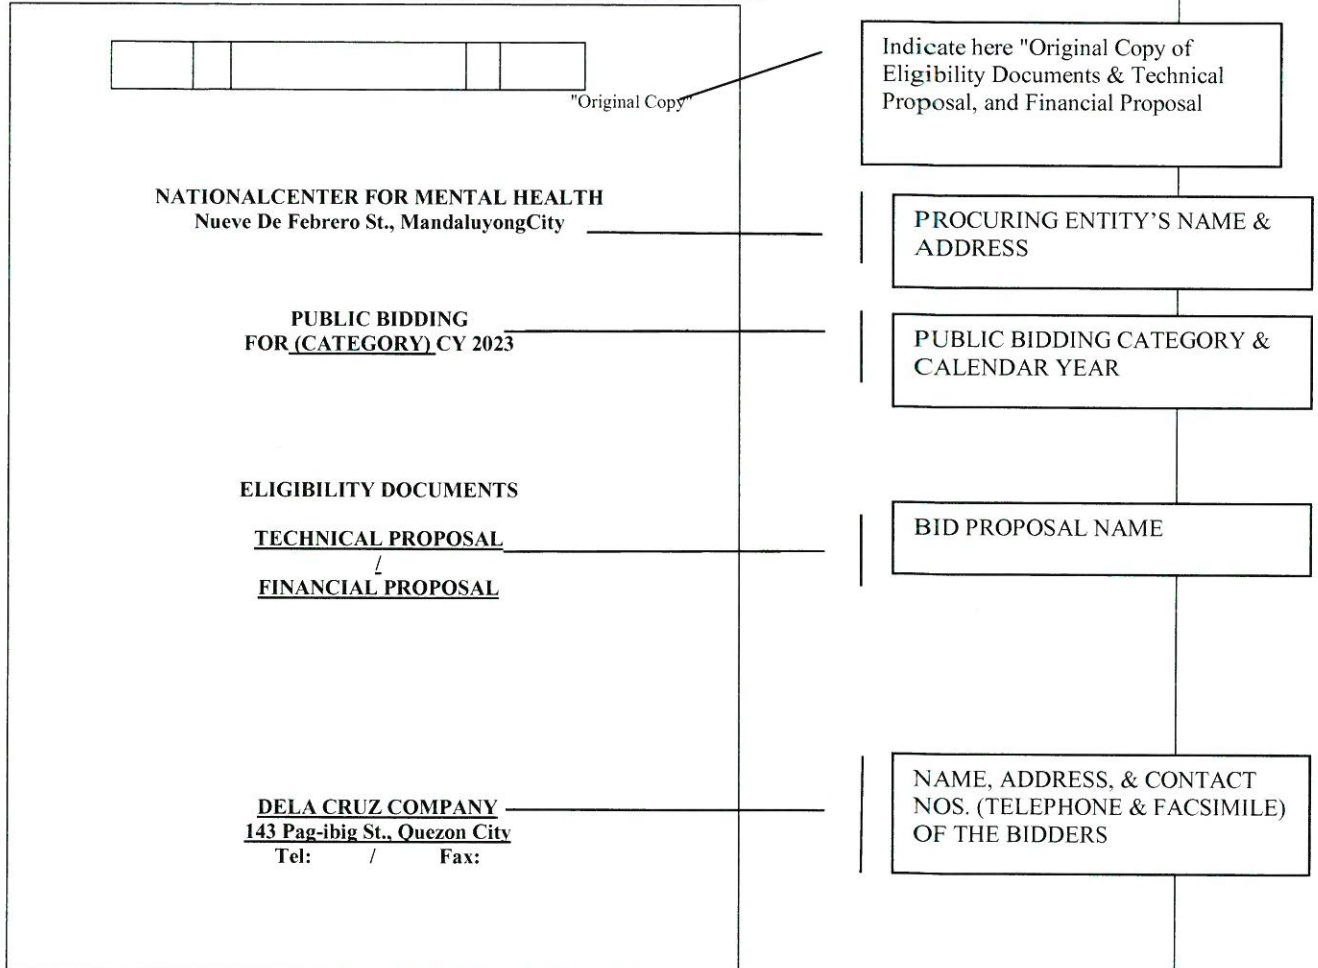 "Original Copy"
Indicate here "Original Copy of
Eligibility Documents & Technical
Proposal, and Financial Proposal
NATIONALCENTER FOR MENTAL HEALTH
Nueve De Febrero St., MandaluyongCity
PROCURING ENTITY'S NAME &
ADDRESS
PUBLIC BIDDING
FOR (CATEGORY) CY 2023
PUBLIC BIDDING CATEGORY &
CALENDAR YEAR
ELIGIBILITY DOCUMENTS
TECHNICAL PROPOSAL
/
FINANCIAL PROPOSAL
BID PROPOSAL NAME
DELA CRUZ COMPANY
143 Pag-ibig St., Quezon City
Tel: / Fax:
NAME, ADDRESS, & CONTACT
NOS. (TELEPHONE & FACSIMILE)
OF THE BIDDERS